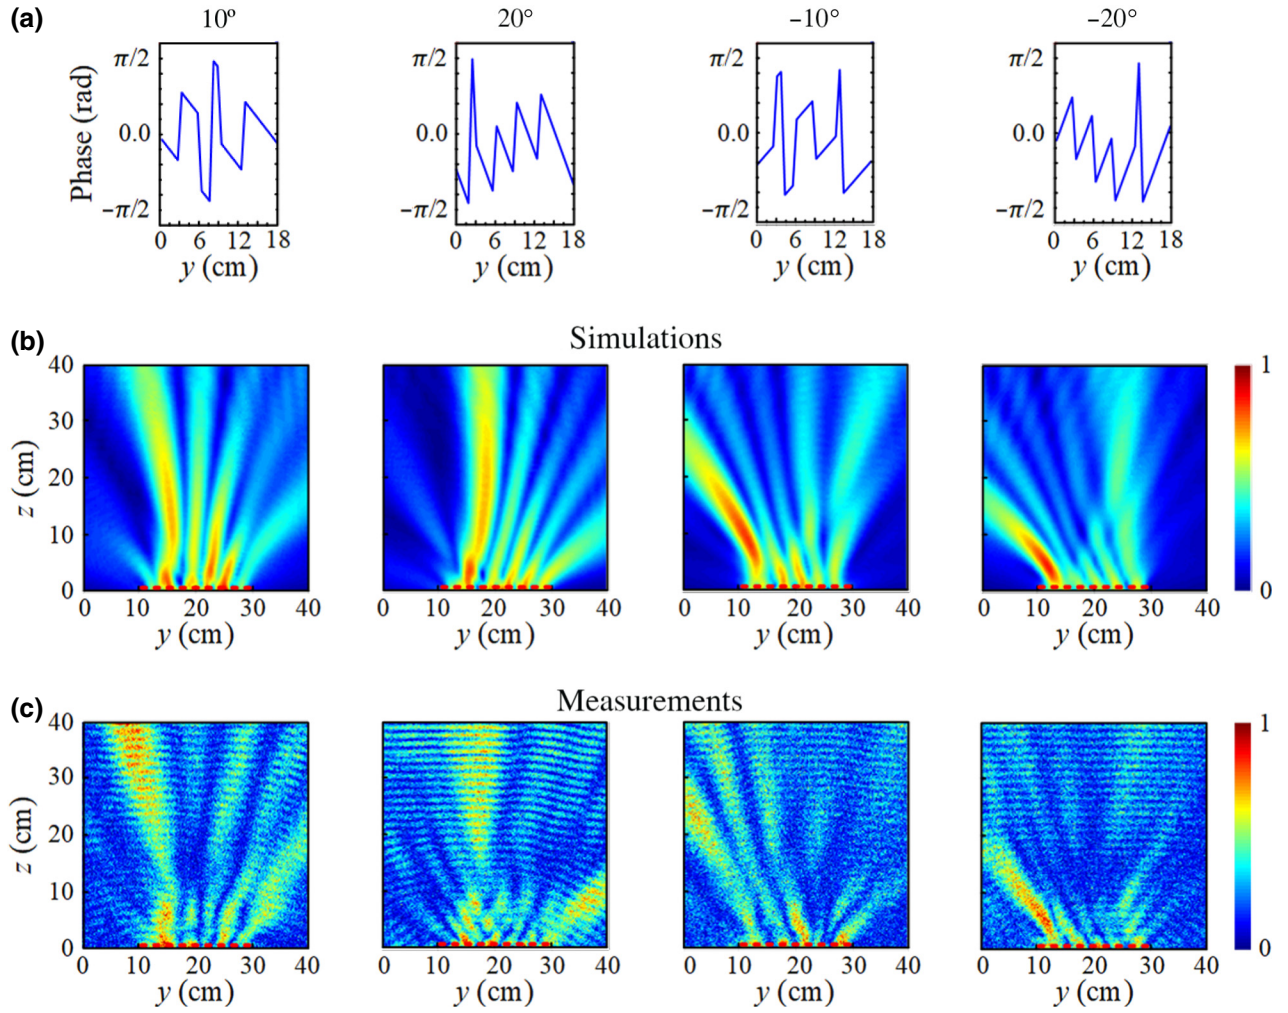 (a) 10º 20° −10° −20°
Phase (rad)
π/2 π/2 π/2 π/2
0.0 0.0 0.0 0.0
−π/2 −π/2 −π/2 −π/2
0 6 12 18 0 6 12 18 0 6 12 18 0 6 12 18
y (cm) y (cm) y (cm) y (cm)
(b) Simulations
z (cm)
40 1
30
20
10
0 0
0 10 20 30 40 0 10 20 30 40 0 10 20 30 40 0 10 20 30 40
y (cm) y (cm) y (cm) y (cm)
(c) Measurements
z (cm)
40 1
30
20
10
0 0
0 10 20 30 40 0 10 20 30 40 0 10 20 30 40 0 10 20 30 40
y (cm) y (cm) y (cm) y (cm)